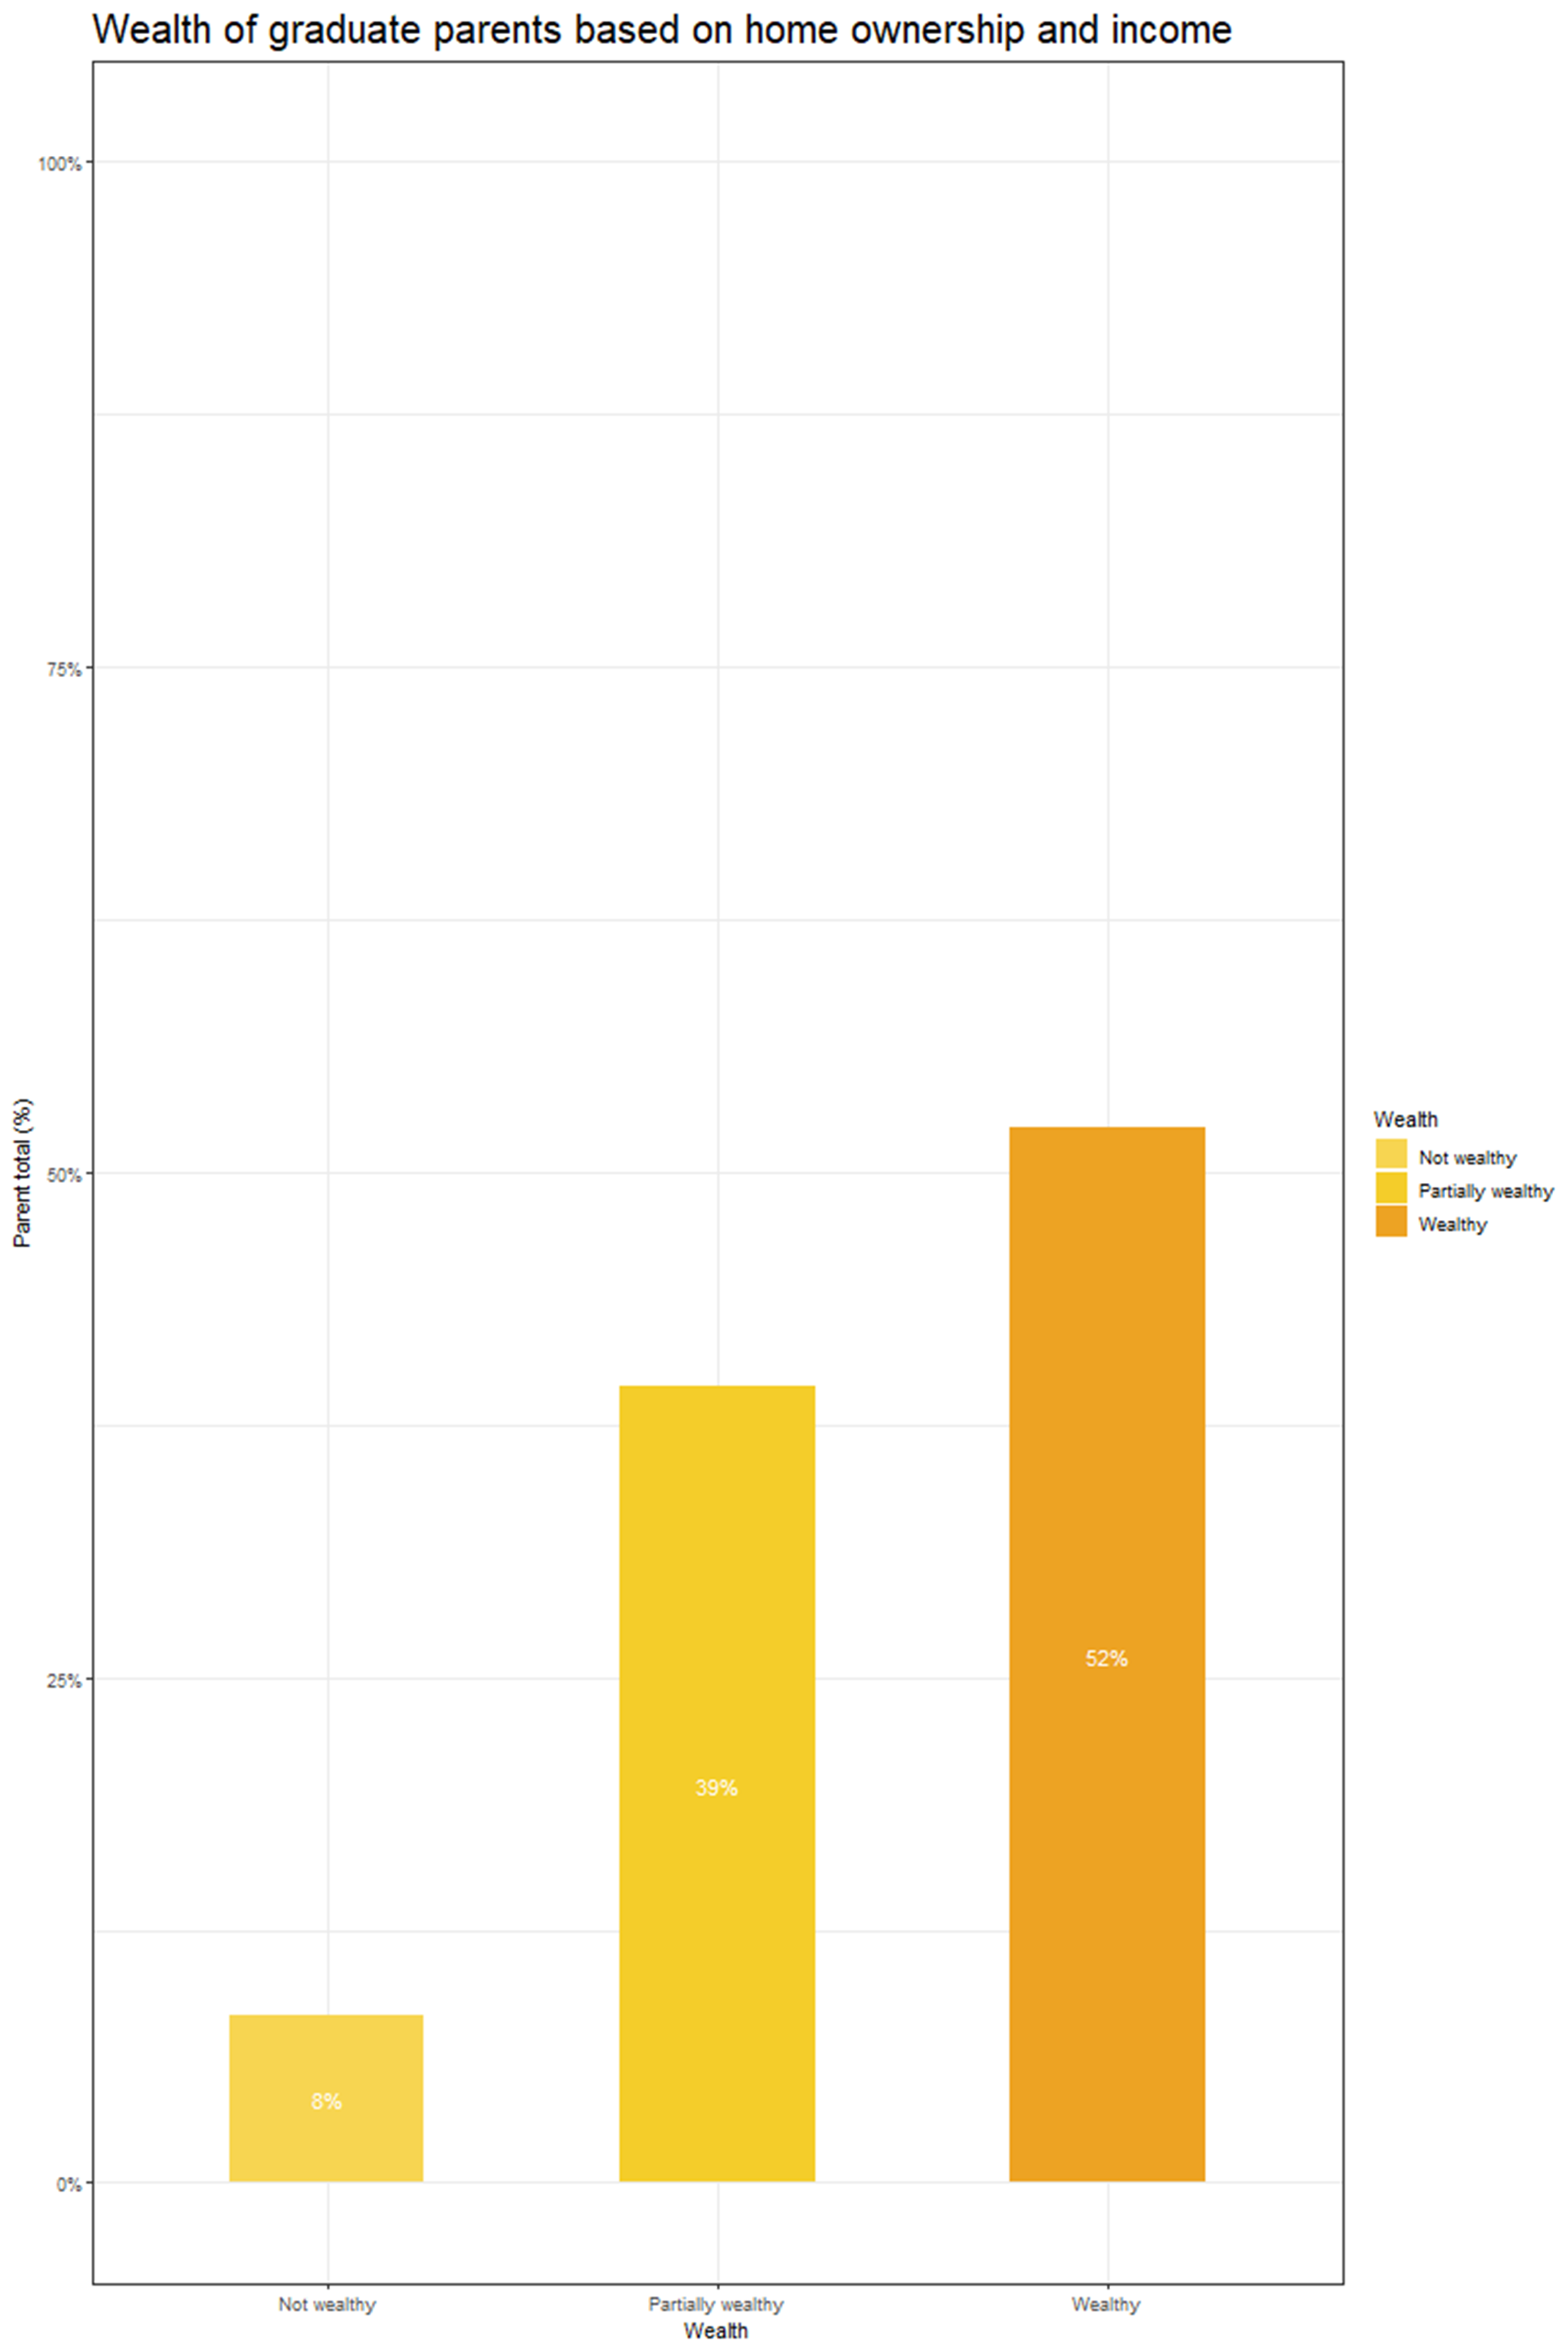 Wealth of graduate parents based on home ownership and income
100%
75%
50%
25%
0%
Parent total (%)
52%
39%
8%
Not wealthy
Partially wealthy
Wealthy
Wealth
Wealth
Not wealthy
Partially wealthy
Wealthy